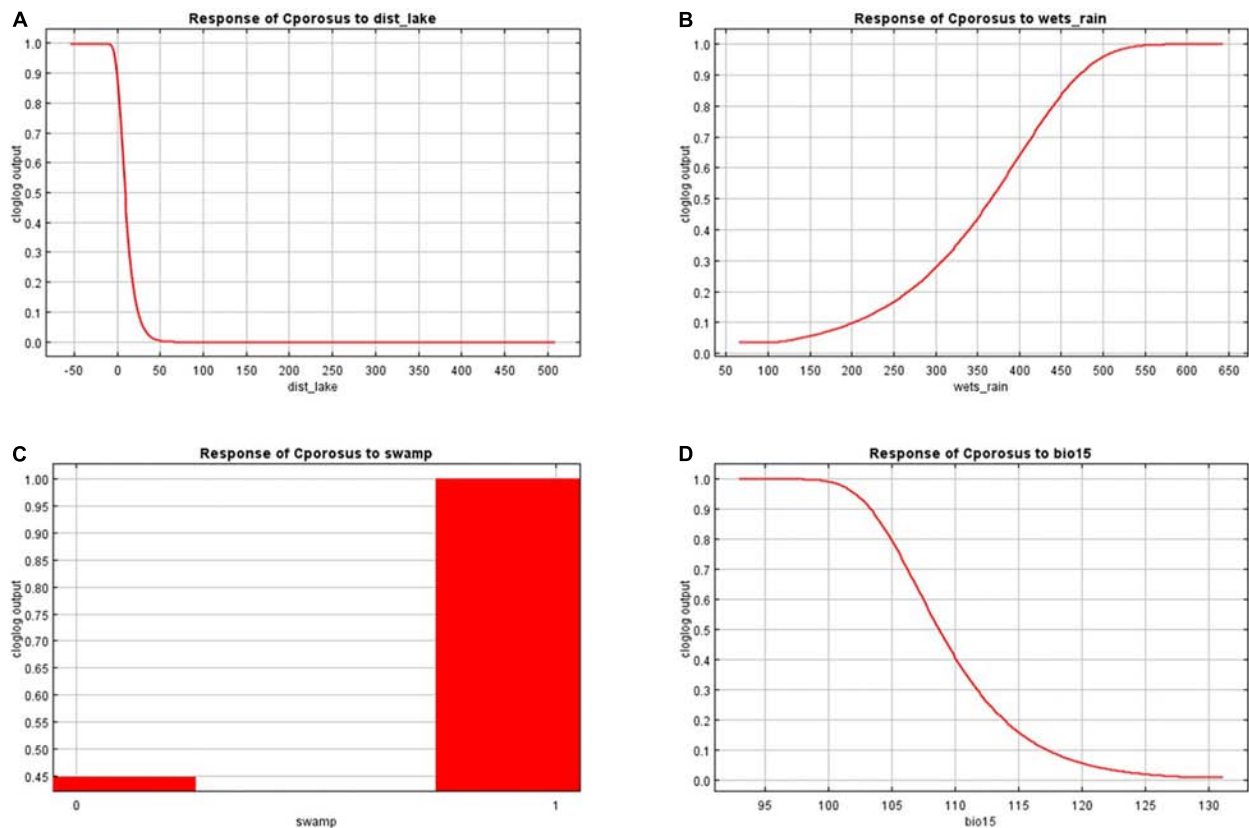 A
Response of Cporosus to dist_lake
cloglog output
1.0
0.9
0.8
0.7
0.6
0.5
0.4
0.3
0.2
0.1
0.0
-50 0 50 100 150 200 250 300 350 400 450 500
dist_lake
B
Response of Cporosus to wets_rain
cloglog output
1.0
0.9
0.8
0.7
0.6
0.5
0.4
0.3
0.2
0.1
0.0
50 100 150 200 250 300 350 400 450 500 550 600 650
wets_rain
C
Response of Cporosus to swamp
cloglog output
1.00
0.95
0.90
0.85
0.80
0.75
0.70
0.65
0.60
0.55
0.50
0.45
0 1
swamp
D
Response of Cporosus to bio15
cloglog output
1.0
0.9
0.8
0.7
0.6
0.5
0.4
0.3
0.2
0.1
0.0
95 100 105 110 115 120 125 130
bio15